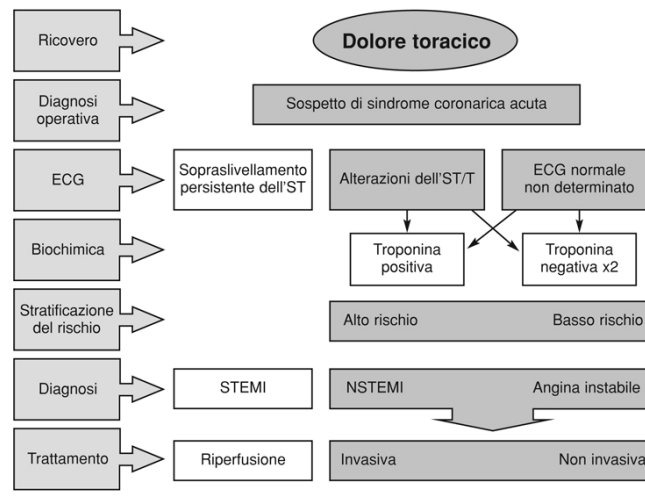 Ricovero
Dolore toracico
Diagnosi
operativa
Sospetto di sindrome coronarica acuta
ECG
Sopraslivellamento
persistente dell'ST
Alterazioni dell'ST/T
ECG normale
non determinato
Biochimica
Troponina
positiva
Troponina
negativa x2
Stratificazione
del rischio
Alto rischio
Basso rischio
Diagnosi
STEMI
NSTEMI
Angina instabile
Trattamento
Riperfusione
Invasiva
Non invasiva